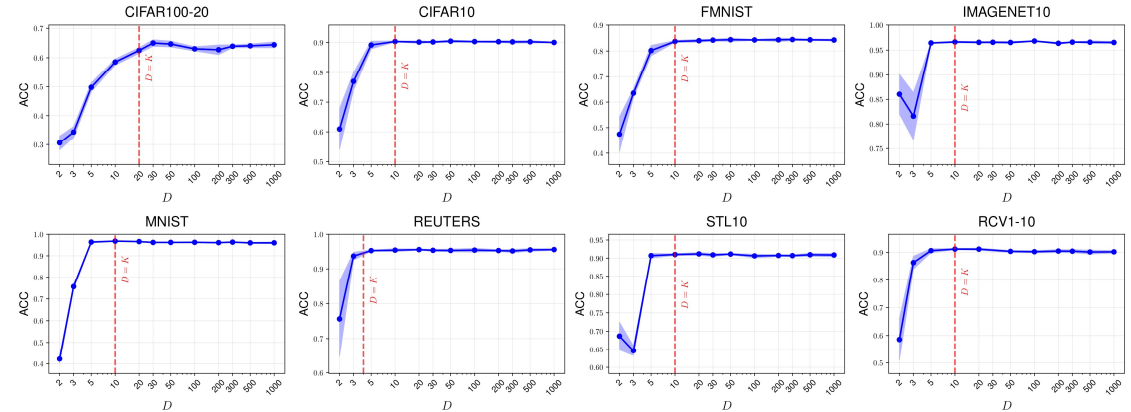 CIFAR100-20
ACC
0.7
0.6
0.5
0.4
0.3
D = K
2 3 5 10 20 30 50 100 200 300 500 1000
D
CIFAR10
ACC
1.0
0.9
0.8
0.7
0.6
0.5
D = K
2 3 5 10 20 30 50 100 200 300 500 1000
D
FMNIST
ACC
0.9
0.8
0.7
0.6
0.5
0.4
D = K
2 3 5 10 20 30 50 100 200 300 500 1000
D
IMAGENET10
ACC
1.00
0.95
0.90
0.85
0.80
0.75
D = K
2 3 5 10 20 30 50 100 200 300 500 1000
D
MNIST
ACC
1.0
0.9
0.8
0.7
0.6
0.5
0.4
D = K
2 3 5 10 20 30 50 100 200 300 500 1000
D
REUTERS
ACC
1.0
0.9
0.8
0.7
0.6
D = K
2 3 5 10 20 30 50 100 200 300 500 1000
D
STL10
ACC
0.95
0.90
0.85
0.80
0.75
0.70
0.65
0.60
D = K
2 3 5 10 20 30 50 100 200 300 500 1000
D
RCV1-10
ACC
0.9
0.8
0.7
0.6
0.5
D = K
2 3 5 10 20 30 50 100 200 300 500 1000
D